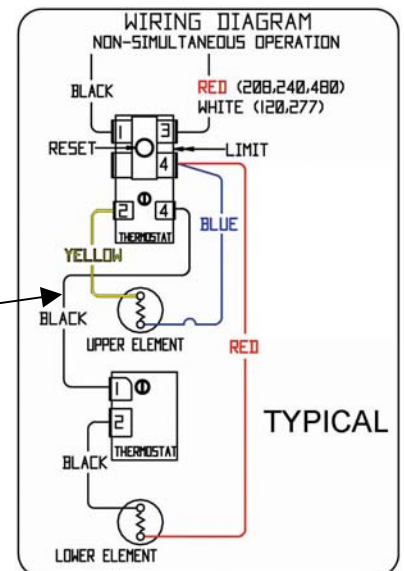 WIRING DIAGRAM
NON-SIMULTANEOUS OPERATION
BLACK
RED (208,240,480)
WHITE (120,277)
1
3
RESET
LIMIT
4
2
4
THERMOSTAT
BLUE
YELLOW
BLACK
UPPER ELEMENT
RED
1
2
THERMOSTAT
TYPICAL
BLACK
LOWER ELEMENT